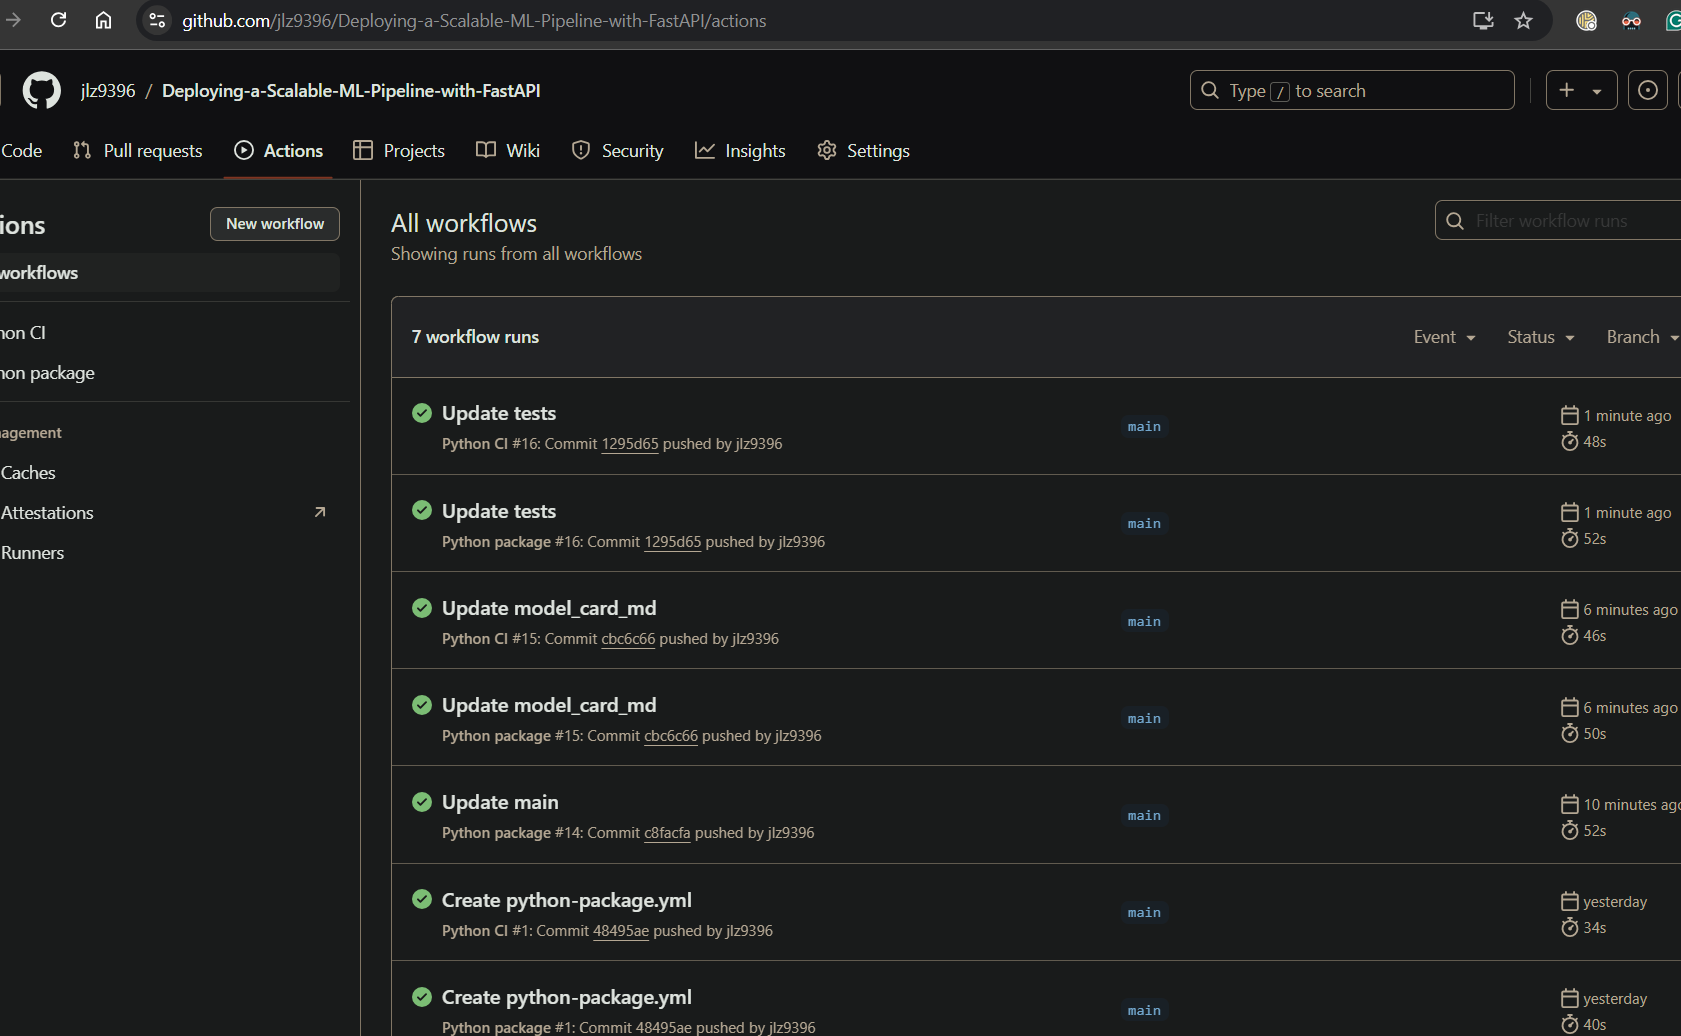 github.com/jlz9396/Deploying-a-Scalable-ML-Pipeline-with-FastAPI/actions
jlz9396 / Deploying-a-Scalable-ML-Pipeline-with-FastAPI
Type / to search
Code
Pull requests
Actions
Projects
Wiki
Security
Insights
Settings
ions
New workflow
workflows
hon CI
hon package
agement
Caches
Attestations
Runners
All workflows
Showing runs from all workflows
Filter workflow runs
7 workflow runs
Event
Status
Branch
Update tests
Python CI #16: Commit 1295d65 pushed by jlz9396
main
1 minute ago
48s
Update tests
Python package #16: Commit 1295d65 pushed by jlz9396
main
1 minute ago
52s
Update model_card_md
Python CI #15: Commit cbc6c66 pushed by jlz9396
main
6 minutes ago
46s
Update model_card_md
Python package #15: Commit cbc6c66 pushed by jlz9396
main
6 minutes ago
50s
Update main
Python package #14: Commit c8facfa pushed by jlz9396
main
10 minutes ago
52s
Create python-package.yml
Python CI #1: Commit 48495ae pushed by jlz9396
main
yesterday
34s
Create python-package.yml
Python package #1: Commit 48495ae pushed by jlz9396
main
yesterday
40s